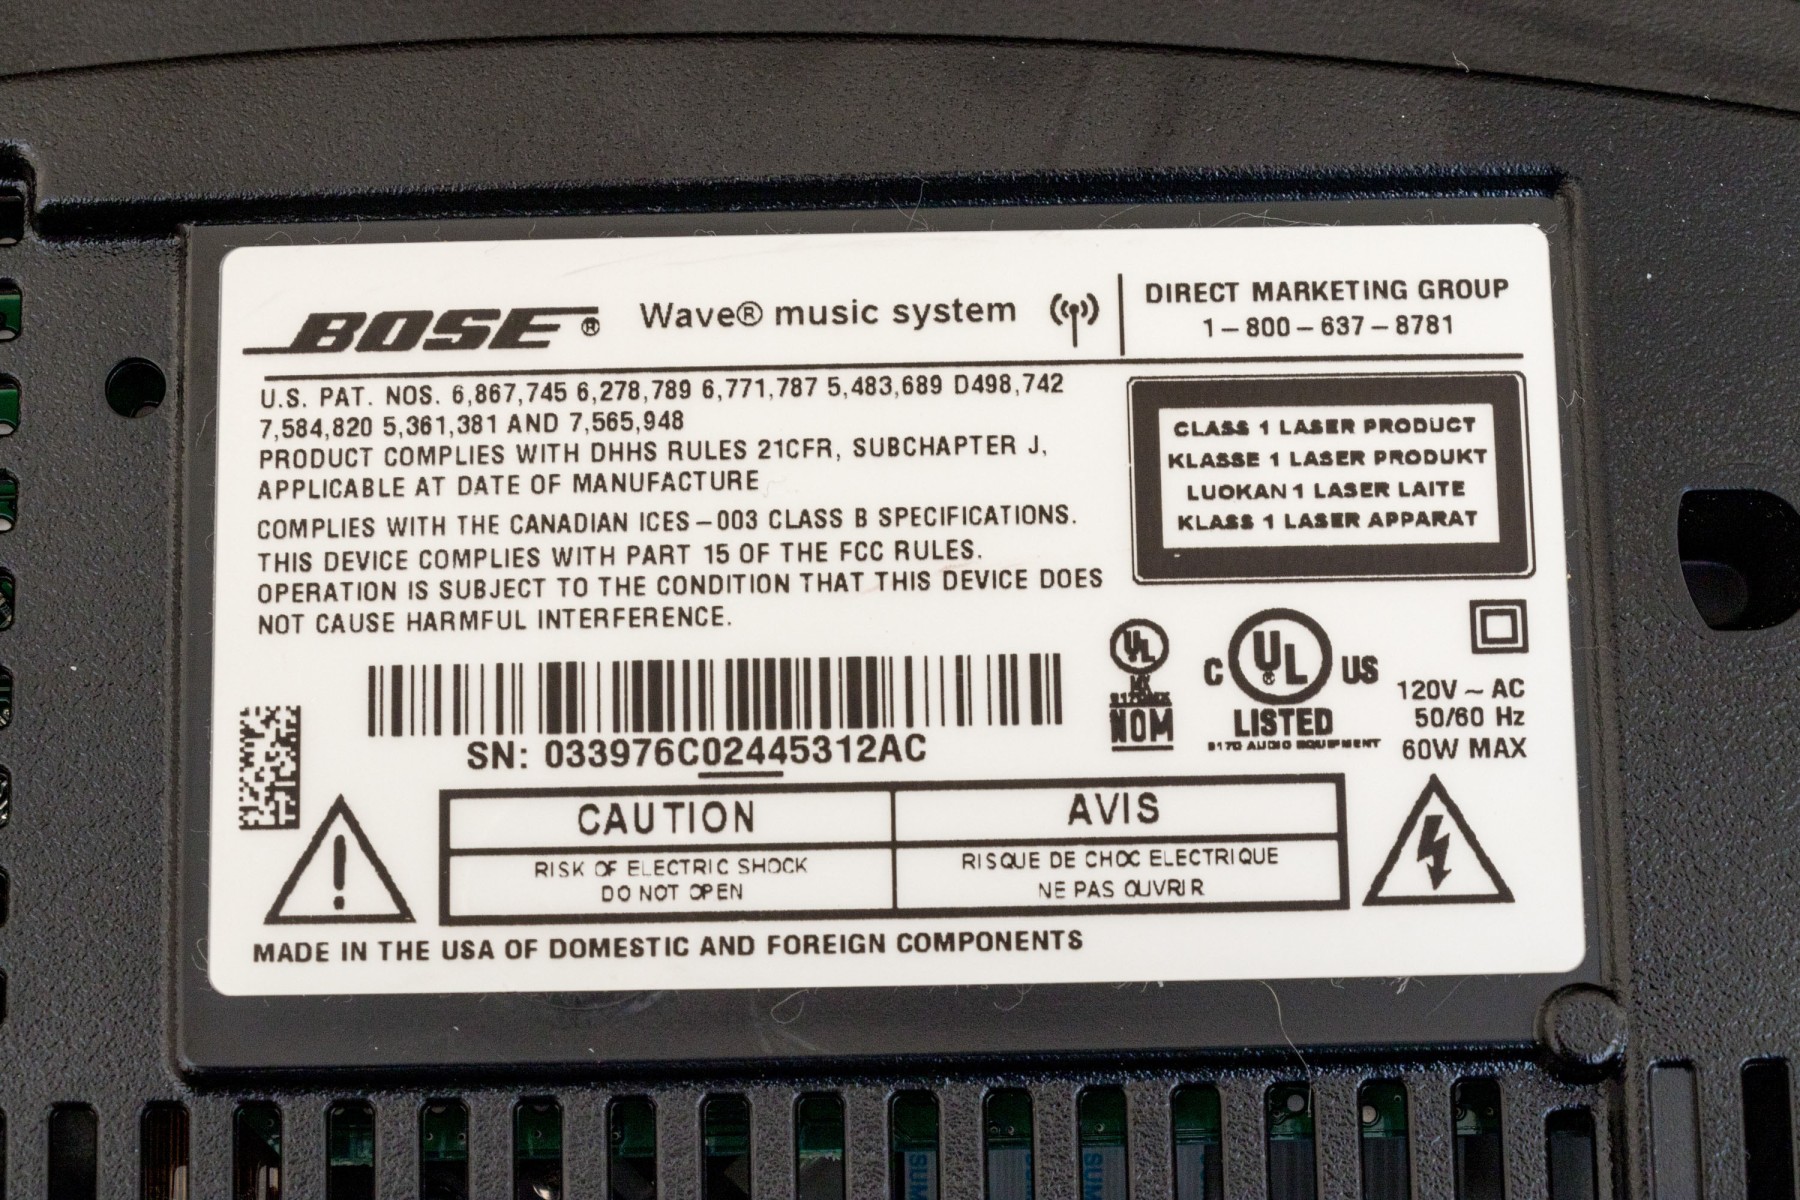 BOSE® Wave® music system
DIRECT MARKETING GROUP
1-800-637-8781
U.S. PAT. NOS. 6,867,745 6,278,789 6,771,787 5,483,689 D498,742
7,584,820 5,361,381 AND 7,565,948
PRODUCT COMPLIES WITH DHHS RULES 21CFR, SUBCHAPTER J,
APPLICABLE AT DATE OF MANUFACTURE
COMPLIES WITH THE CANADIAN ICES-003 CLASS B SPECIFICATIONS.
THIS DEVICE COMPLIES WITH PART 15 OF THE FCC RULES.
OPERATION IS SUBJECT TO THE CONDITION THAT THIS DEVICE DOES
NOT CAUSE HARMFUL INTERFERENCE.
CLASS 1 LASER PRODUCT
KLASSE 1 LASER PRODUKT
LUOKAN 1 LASER LAITE
KLASS 1 LASER APPARAT
SN: 033976C02445312AC
UL
NOM
C UL® US
LISTED
9170 AUDIO EQUIPMENT
120V ~ AC
50/60 Hz
60W MAX
CAUTION
RISK OF ELECTRIC SHOCK
DO NOT OPEN
AVIS
RISQUE DE CHOC ELECTRIQUE
NE PAS OUVRIR
MADE IN THE USA OF DOMESTIC AND FOREIGN COMPONENTS